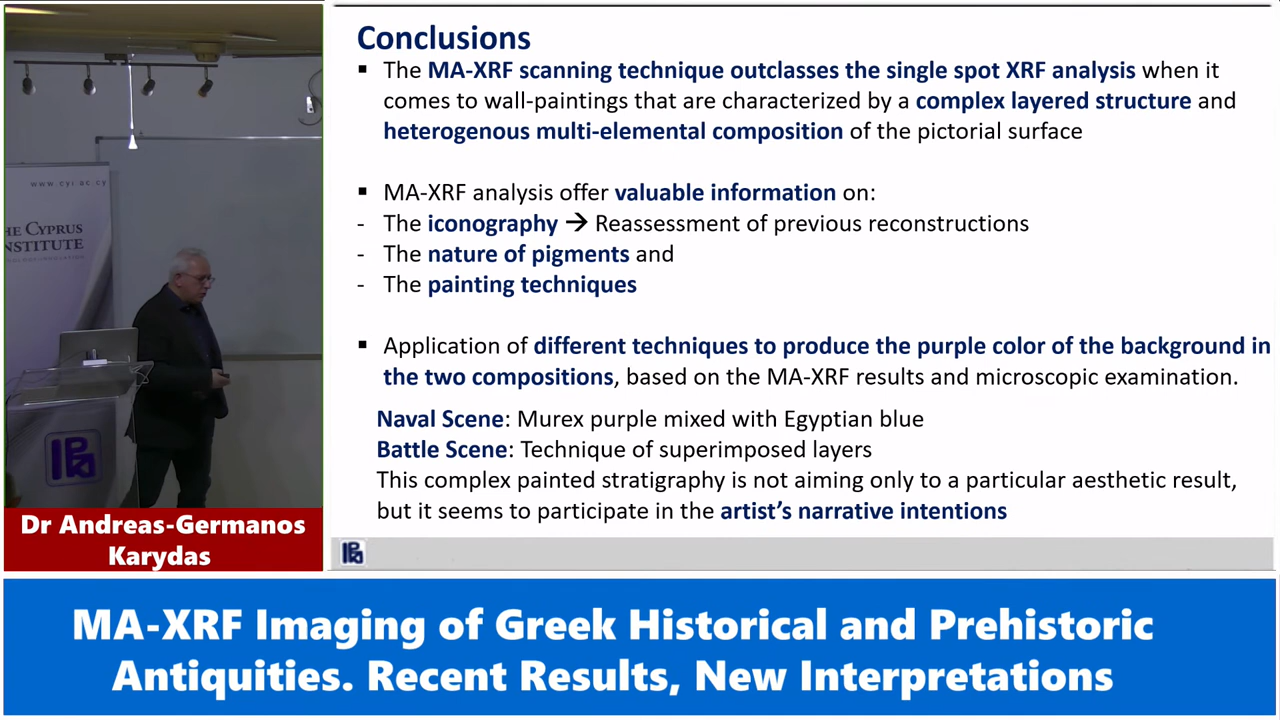 Conclusions
▪ The MA-XRF scanning technique outclasses the single spot XRF analysis when it
comes to wall-paintings that are characterized by a complex layered structure and
heterogenous multi-elemental composition of the pictorial surface
▪ MA-XRF analysis offer valuable information on:
- The iconography → Reassessment of previous reconstructions
- The nature of pigments and
- The painting techniques
▪ Application of different techniques to produce the purple color of the background in
the two compositions, based on the MA-XRF results and microscopic examination.
Naval Scene: Murex purple mixed with Egyptian blue
Battle Scene: Technique of superimposed layers
This complex painted stratigraphy is not aiming only to a particular aesthetic result,
but it seems to participate in the artist's narrative intentions
www.cyi.ac.cy
HE CYPRUS
NSTITUTE
Dr Andreas-Germanos
Karydas
MA-XRF Imaging of Greek Historical and Prehistoric
Antiquities. Recent Results, New Interpretations